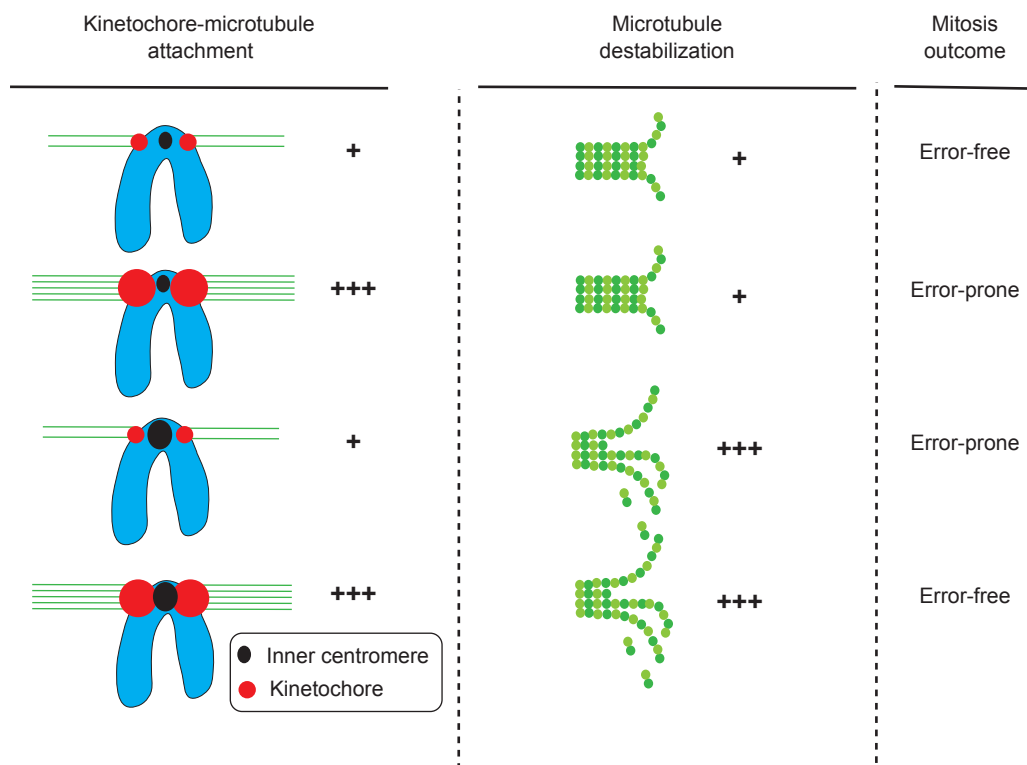 Kinetochore-microtubule
attachment
Microtubule
destabilization
Mitosis
outcome
+
+
Error-free
+++
+
Error-prone
+
+++
Error-prone
+++
+++
Error-free
Inner centromere
Kinetochore